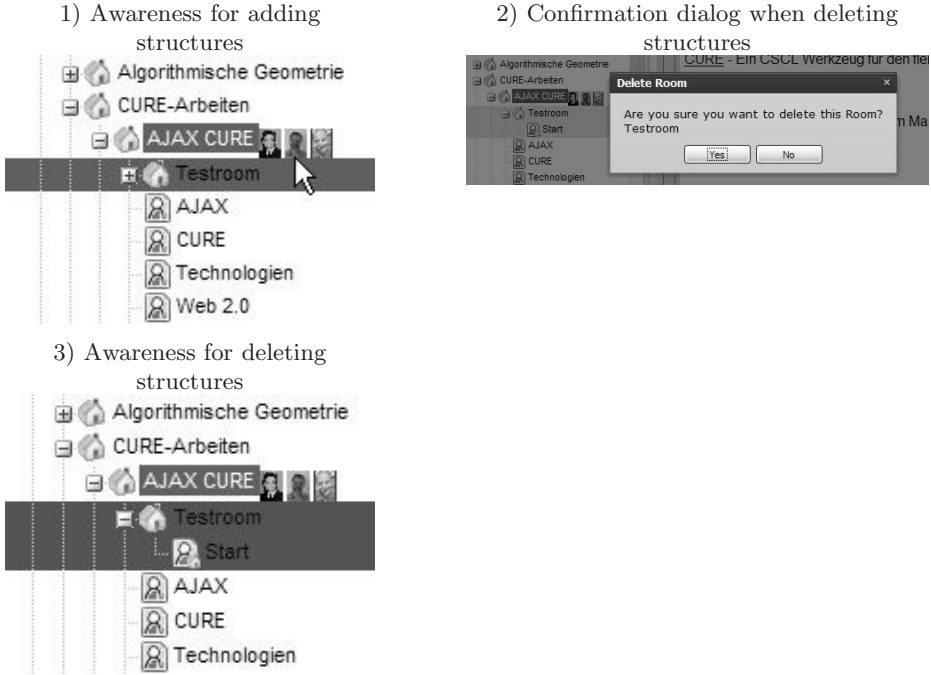 1) Awareness for adding
structures
Algorithmische Geometrie
CURE-Arbeiten
AJAX CURE
Testroom
AJAX
CURE
Technologien
Web 2.0
2) Confirmation dialog when deleting
structures
Algorithmische Geometrie
CURE-Arbeiten
AJAX CURE
Testroom
Start
AJAX
CURE
Technologien
CURE - Ein CSCL Werkzeug für den
Delete Room ×
Are you sure you want to delete this Room?
Testroom
Yes No
3) Awareness for deleting
structures
Algorithmische Geometrie
CURE-Arbeiten
AJAX CURE
Testroom
Start
AJAX
CURE
Technologien